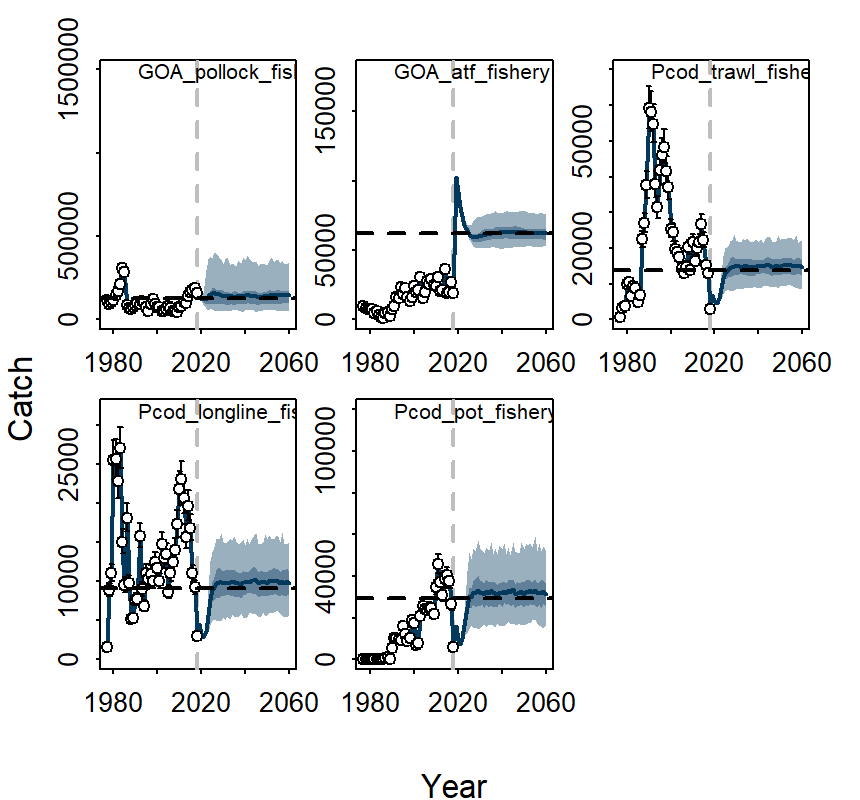 GOA_pollock_fish
GOA_atf_fishery
Pcod_trawl_fishe
1500000
500000
0
150000
50000
0
50000
20000
0
1980 2020 2060
1980 2020 2060
1980 2020 2060
Catch
Pcod_longline_fis
Pcod_pot_fishery
25000
10000
0
100000
40000
0
1980 2020 2060
1980 2020 2060
Year